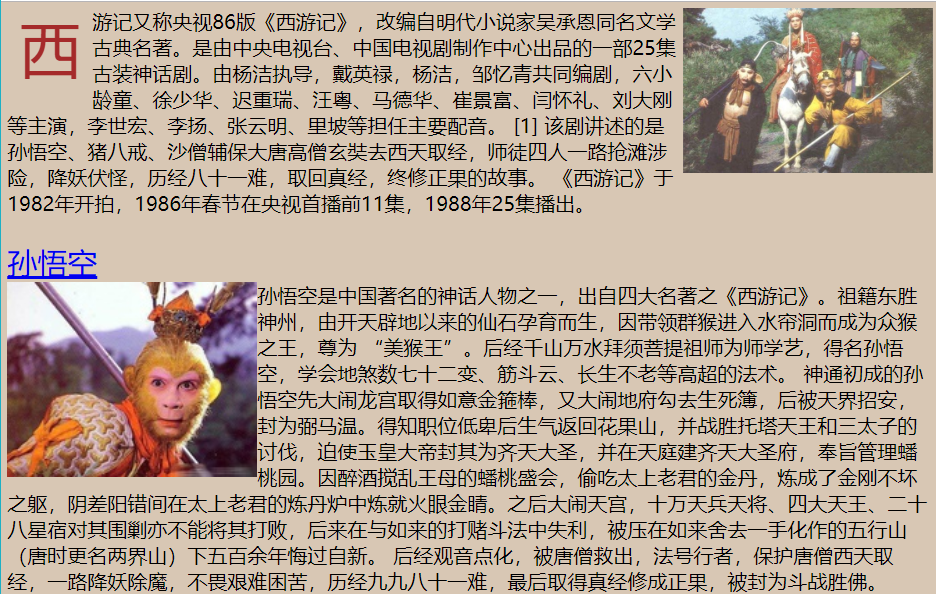 西游记又称央视86版《西游记》，改编自明代小说家吴承恩同名文学
古典名著。是由中央电视台、中国电视剧制作中心出品的一部25集
古装神话剧。由杨洁执导，戴英禄，杨洁，邹忆青共同编剧，六小
龄童、徐少华、迟重瑞、汪粤、马德华、崔景富、闫怀礼、刘大刚
等主演，李世宏、李扬、张云明、里坡等担任主要配音。 [1] 该剧讲述的是
孙悟空、猪八戒、沙僧辅保大唐高僧玄奘去西天取经，师徒四人一路抢滩涉
险，降妖伏怪，历经八十一难，取回真经，终修正果的故事。 《西游记》于
1982年开拍，1986年春节在央视首播前11集，1988年25集播出。
孙悟空
孙悟空是中国著名的神话人物之一，出自四大名著之《西游记》。祖籍东胜
神州，由开天辟地以来的仙石孕育而生，因带领群猴进入水帘洞而成为众猴
之王，尊为 “美猴王”。后经千山万水拜须菩提祖师为师学艺，得名孙悟
空，学会地煞数七十二变、筋斗云、长生不老等高超的法术。 神通初成的孙
悟空先大闹龙宫取得如意金箍棒，又大闹地府勾去生死簿，后被天界招安，
封为弼马温。得知职位低卑后生气返回花果山，并战胜托塔天王和三太子的
讨伐，迫使玉皇大帝封其为齐天大圣，并在天庭建齐天大圣府，奉旨管理蟠
桃园。因醉酒搅乱王母的蟠桃盛会，偷吃太上老君的金丹，炼成了金刚不坏
之躯，阴差阳错间在太上老君的炼丹炉中炼就火眼金睛。之后大闹天宫，十万天兵天将、四大天王、二十
八星宿对其围剿亦不能将其打败，后来在与如来的打赌斗法中失利，被压在如来舍去一手化作的五行山
（唐时更名两界山）下五百余年悔过自新。 后经观音点化，被唐僧救出，法号行者，保护唐僧西天取
经，一路降妖除魔，不畏艰难困苦，历经九九八十一难，最后取得真经修成正果，被封为斗战胜佛。